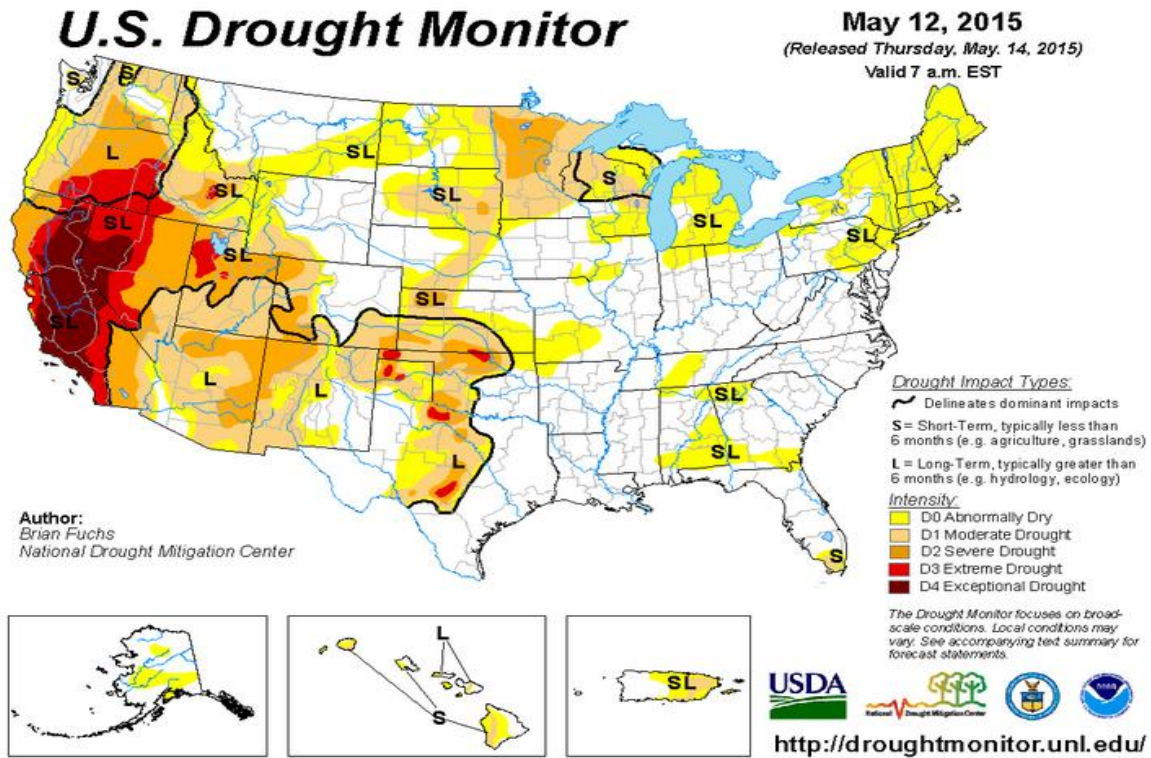 U.S. Drought Monitor
May 12, 2015
(Released Thursday, May. 14, 2015)
Valid 7 a.m. EST
S
S
L
SL
SL
SL
S
SL
SL
SL
SL
SL
SL
L
L
L
SL
SL
S
Drought Impact Types:
Delineates dominant impacts
S = Short-Term, typically less than
6 months (e.g. agriculture, grasslands)
L = Long-Term, typically greater than
6 months (e.g. hydrology, ecology)
Intensity:
D0 Abnormally Dry
D1 Moderate Drought
D2 Severe Drought
D3 Extreme Drought
D4 Exceptional Drought
Author:
Brian Fuchs
National Drought Mitigation Center
The Drought Monitor focuses on broad-
scale conditions. Local conditions may
vary. See accompanying text summary for
forecast statements.
L
S
SL
USDA
National Drought Mitigation Center
http://droughtmonitor.unl.edu/